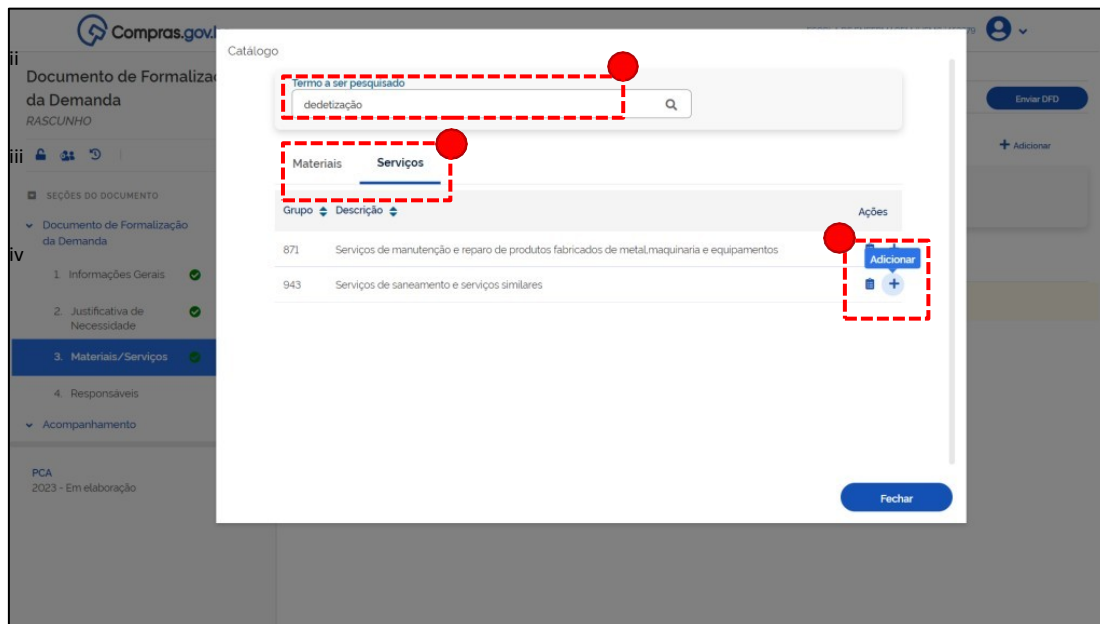 Compras.gov.
Catálogo
ii
Documento de Formaliza
da Demanda
RASCUNHO
Termo a ser pesquisado
dedetização
Enviar DFD
iii
Adicionar
Materiais Serviços
SEÇÕES DO DOCUMENTO
Grupo Descrição Ações
Documento de Formalização
da Demanda
iv
871 Serviços de manutenção e reparo de produtos fabricados de metal,maquinaria e equipamentos
Adicionar
1. Informações Gerais
943 Serviços de saneamento e serviços similares
2. Justificativa de
Necessidade
3. Materiais/Serviços
4. Responsáveis
Acompanhamento
PCA
2023 - Em elaboração
Fechar